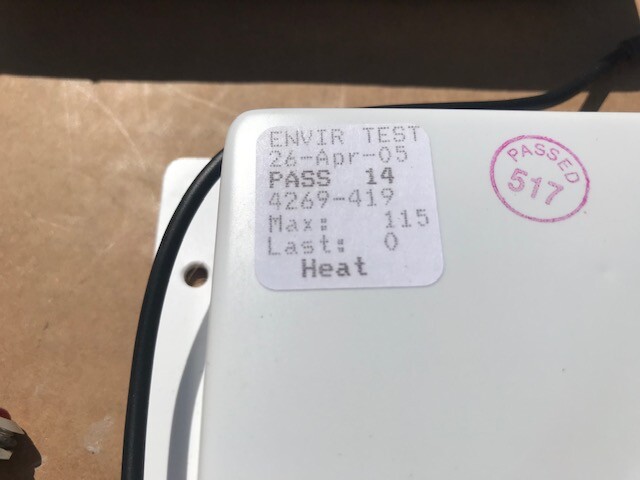 ENVIR TEST
26-Apr-05
PASS 14
4269-419
Max: 115
Last: 0
Heat
PASSED
517